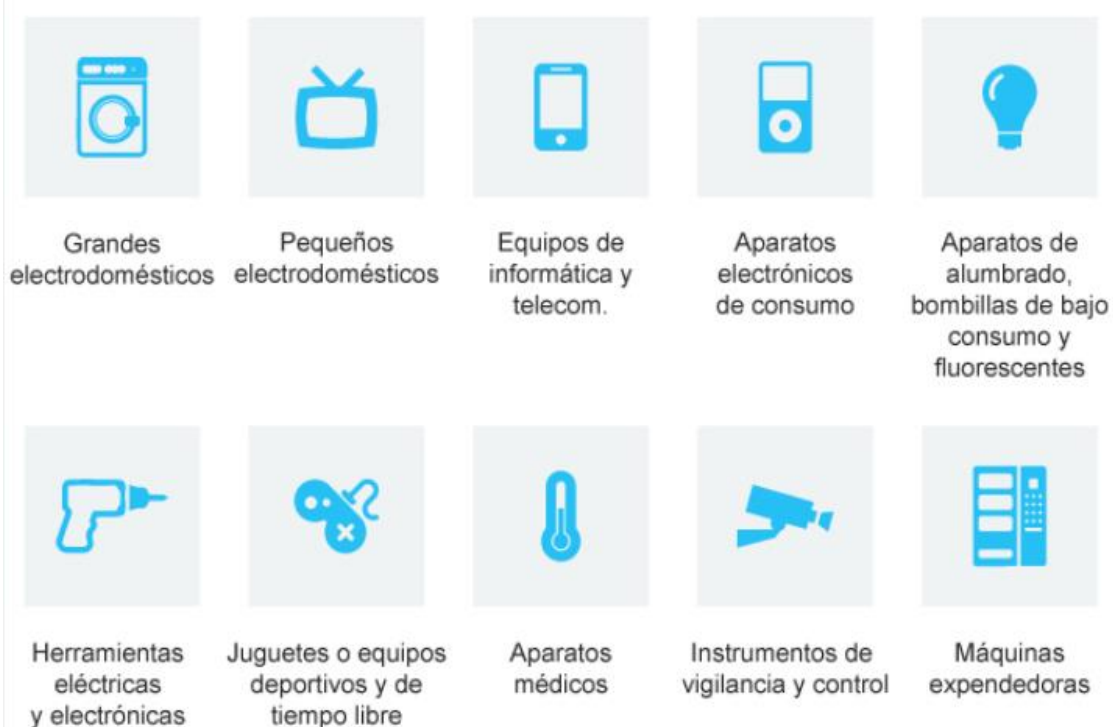 Grandes
electrodomésticos
Pequeños
electrodomésticos
Equipos de
informática y
telecom.
Aparatos
electrónicos
de consumo
Aparatos de
alumbrado,
bombillas de bajo
consumo y
fluorescentes
Herramientas
eléctricas
y electrónicas
Juguetes o equipos
deportivos y de
tiempo libre
Aparatos
médicos
Instrumentos de
vigilancia y control
Máquinas
expendedoras